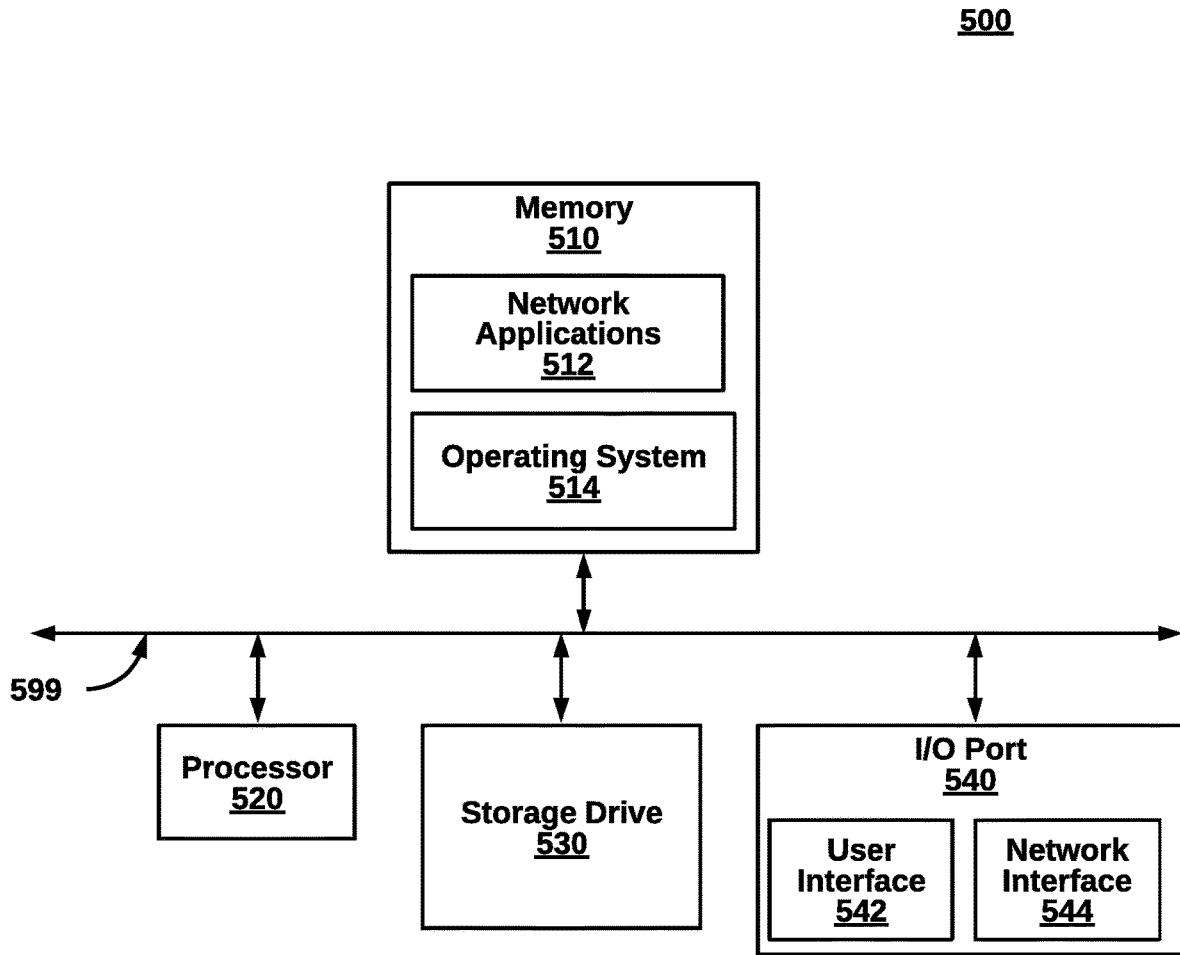 500
Memory
510
Network
Applications
512
Operating System
514
599
Processor
520
Storage Drive
530
I/O Port
540
User
Interface
542
Network
Interface
544